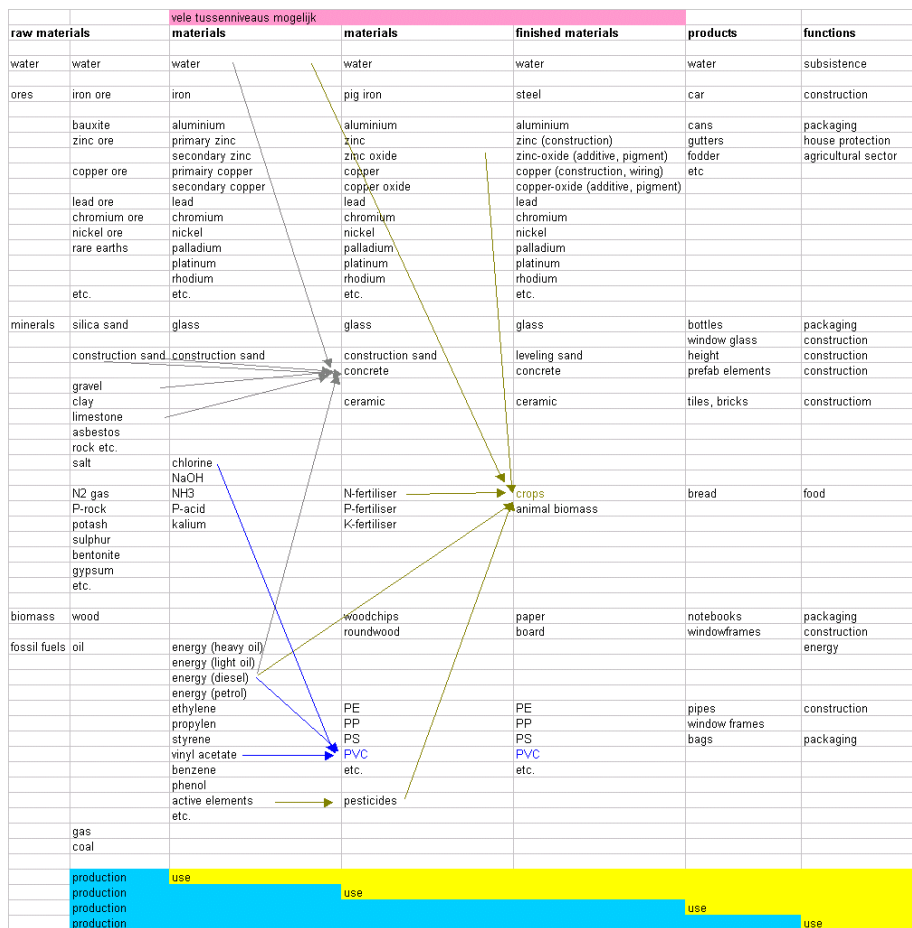 vele tussenniveaus mogelijk
raw materials materials materials finished materials products functions
water water water water water water subsistence
ores iron ore iron pig iron steel car construction
bauxite aluminium aluminium aluminium cans packaging
zinc ore primary zinc zinc zinc (construction) gutters house protection
secondary zinc zinc oxide zinc-oxide (additive, pigment) fodder agricultural sector
copper ore primairy copper copper copper (construction, wiring) etc
secondary copper copper oxide copper-oxide (additive, pigment)
lead ore lead lead lead
chromium ore chromium chromium chromium
nickel ore nickel nickel nickel
rare earths palladium palladium palladium
platinum platinum platinum
rhodium rhodium rhodium
etc. etc. etc. etc.
minerals silica sand glass glass glass bottles packaging
window glass construction
construction sand construction sand construction sand leveling sand height construction
concrete concrete prefab elements construction
gravel
clay ceramic ceramic tiles, bricks constructiom
limestone
asbestos
rock etc.
salt chlorine
NaOH
N2 gas NH3 N-fertiliser crops bread food
P-rock P-acid P-fertiliser animal biomass
potash kalium K-fertiliser
sulphur
bentonite
gypsum
etc.
biomass wood woodchips paper notebooks packaging
roundwood board windowframes construction
fossil fuels oil energy (heavy oil) energy
energy (light oil)
energy (diesel)
energy (petrol)
ethylene PE PE pipes construction
propylen PP PP window frames
styrene PS PS bags packaging
vinyl acetate PVC PVC
benzene etc. etc.
phenol
active elements pesticides
etc.
gas
coal
production use
production use
production use
production use